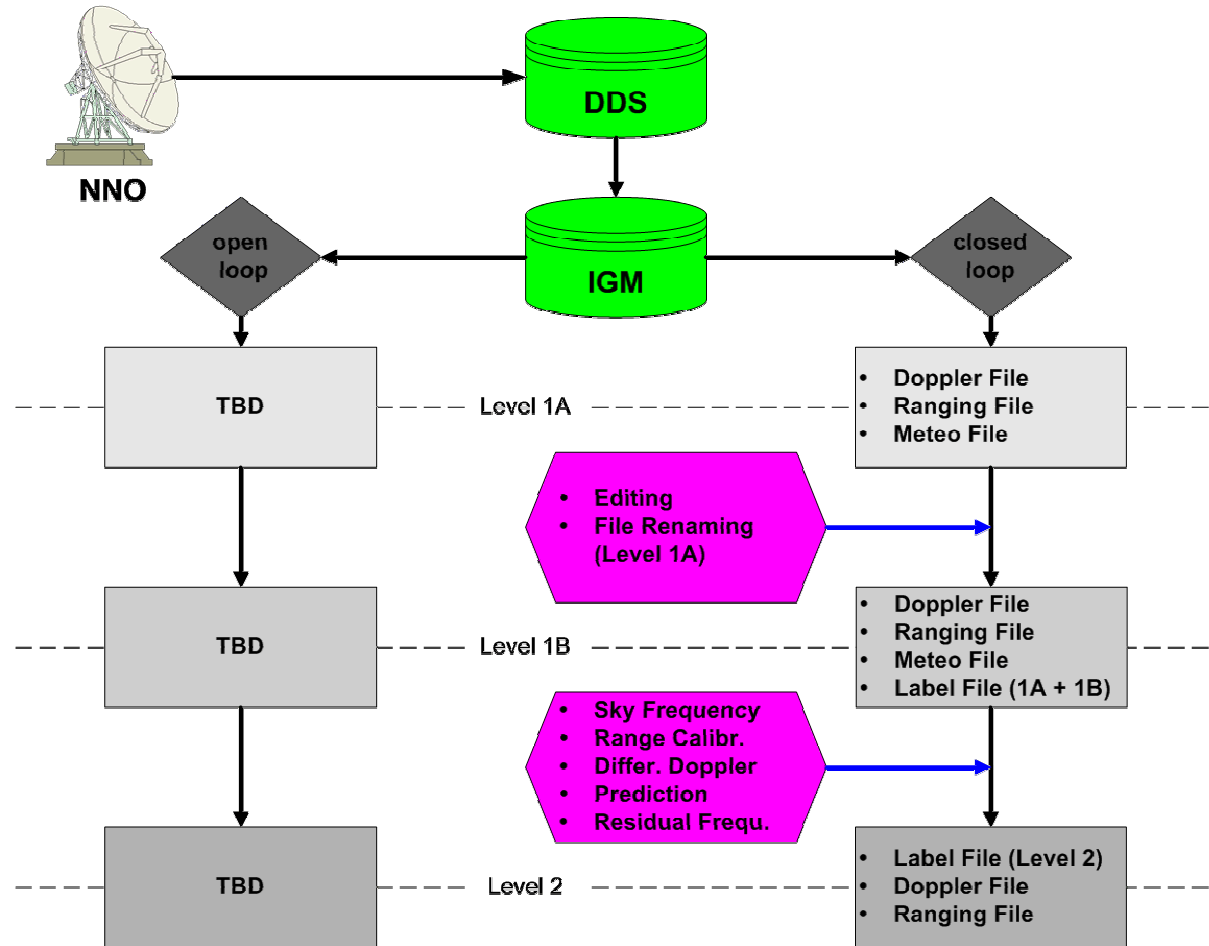 DDS
NNO
open
loop
IGM
closed
loop
TBD
Level 1A
• Doppler File
• Ranging File
• Meteo File
• Editing
• File Renaming
(Level 1A)
TBD
Level 1B
• Doppler File
• Ranging File
• Meteo File
• Label File (1A + 1B)
• Sky Frequency
• Range Calibr.
• Differ. Doppler
• Prediction
• Residual Frequ.
TBD
Level 2
• Label File (Level 2)
• Doppler File
• Ranging File